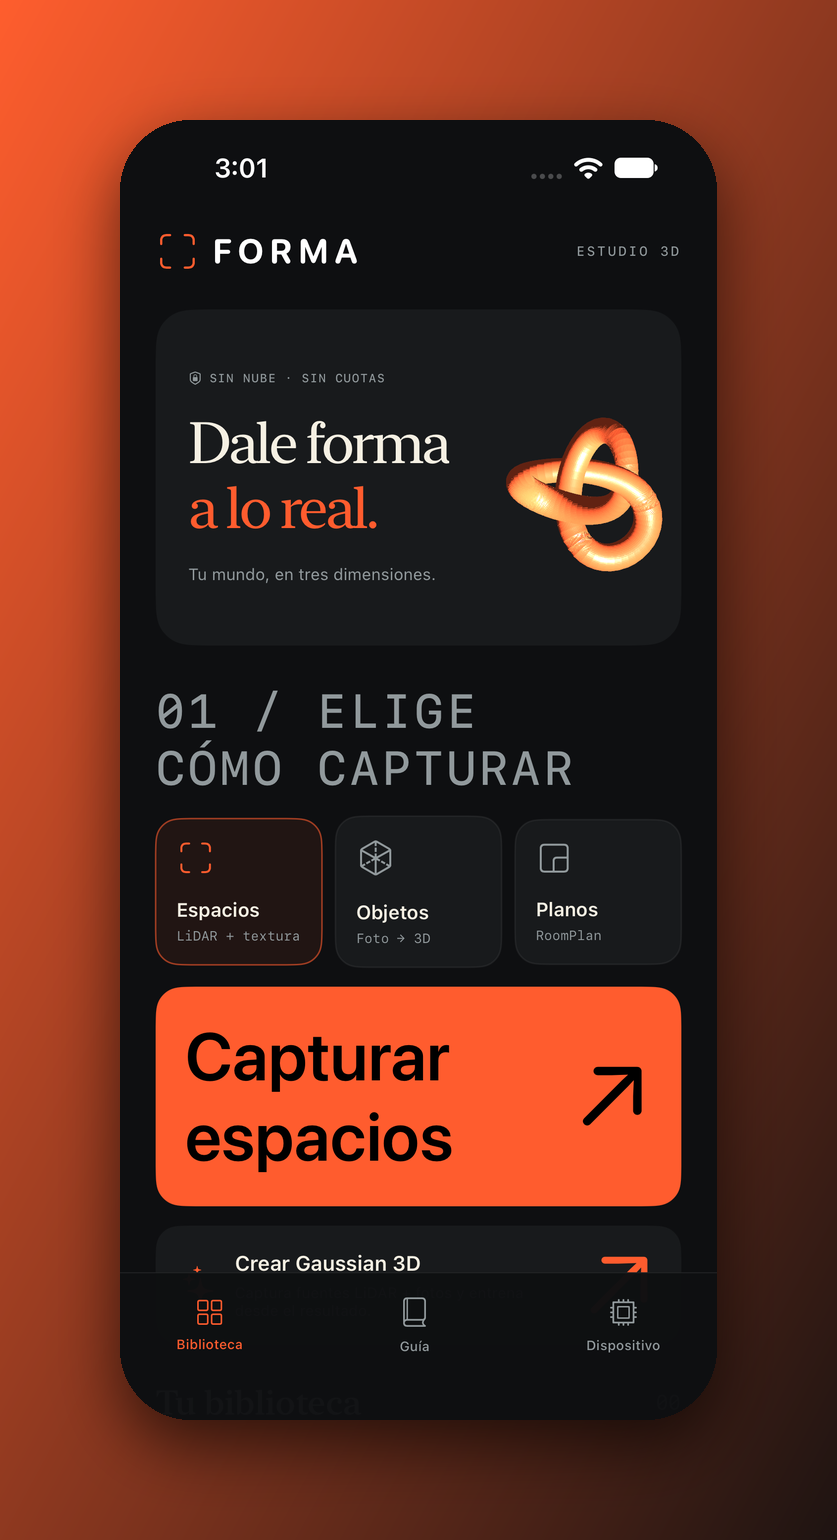 3:01
FORMA
ESTUDIO 3D
SIN NUBE · SIN CUOTAS
Dale forma
a lo real.
Tu mundo, en tres dimensiones.
01 / ELIGE
CÓMO CAPTURAR
Espacios
LiDAR + textura
Objetos
Foto → 3D
Planos
RoomPlan
Capturar
espacios
Crear Gaussian 3D
Biblioteca
Guía
Dispositivo
Tu biblioteca